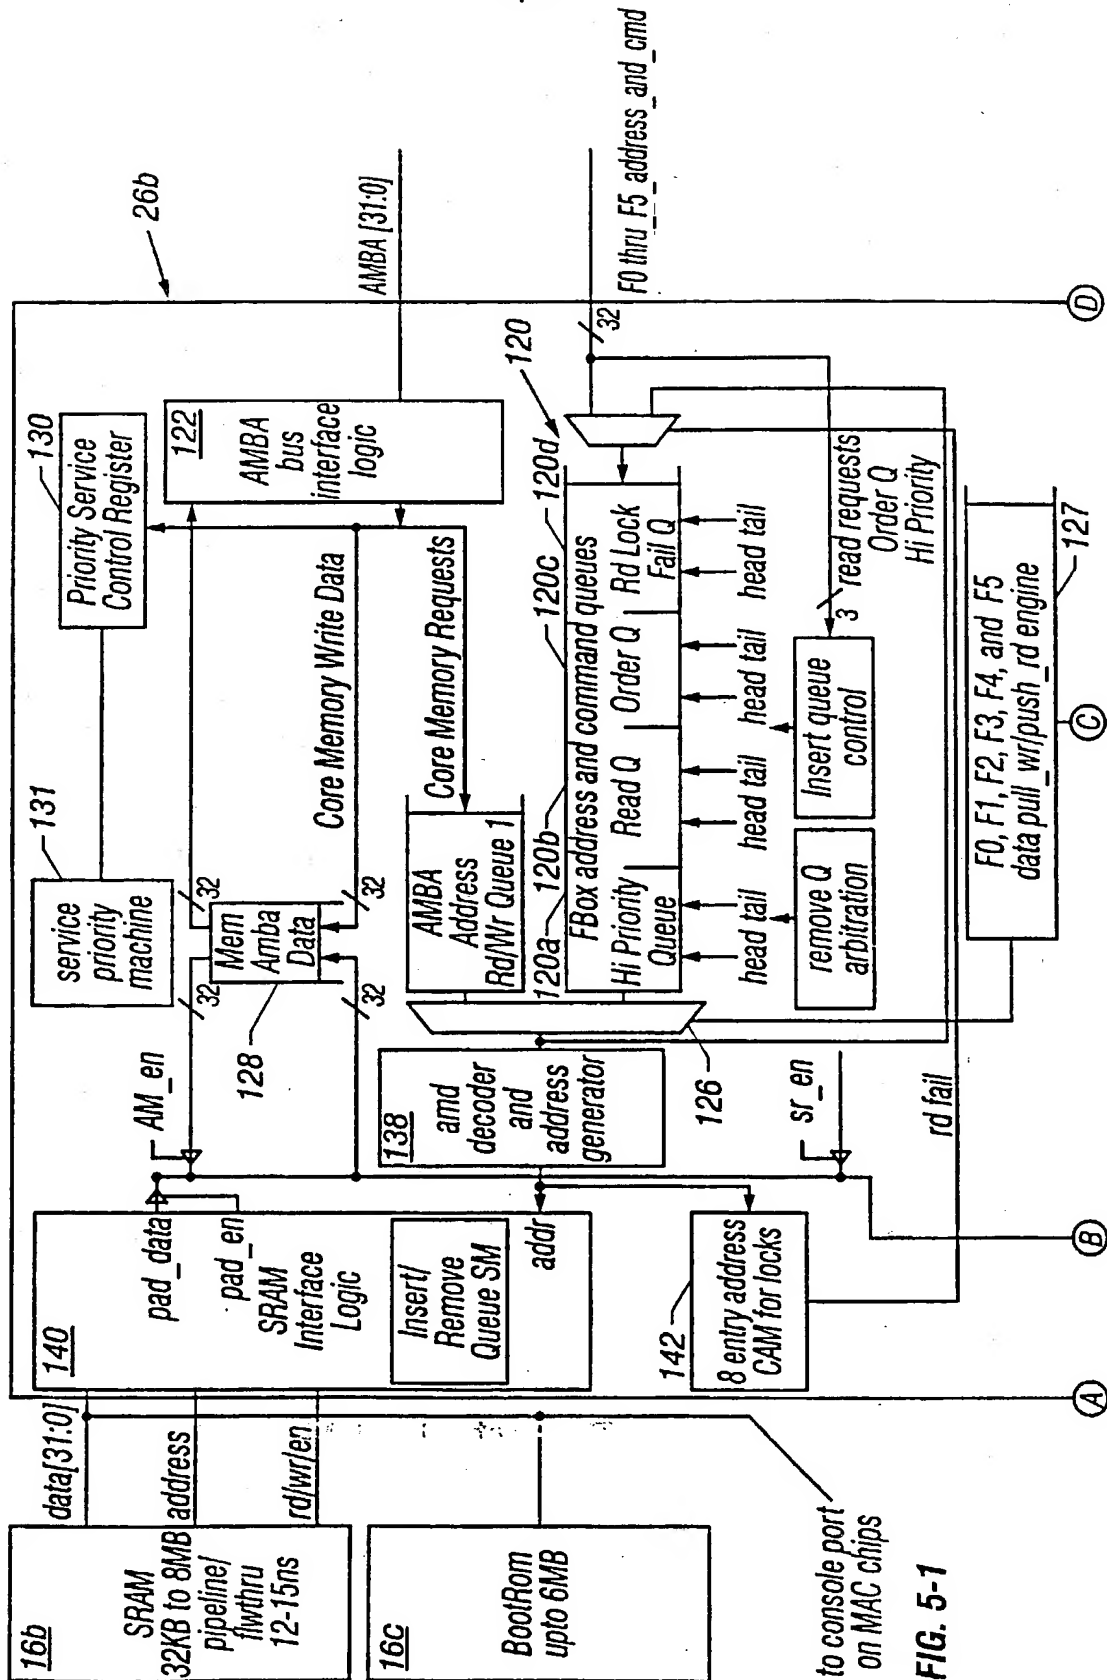 16b
SRAM
32KB to 8MB
pipeline/
flwthru
12-15ns
data[31:0]
address
rd/wr/en
16c
BootRom
upto 6MB
to console port
on MAC chips
FIG. 5-1
140
pad_data
pad_en
SRAM
Interface
Logic
Insert/
Remove
Queue SM
addr
AM_en
142
8 entry address
CAM for locks
131
service
priority
machine
130
Priority Service
Control Register
26b
32
32
Mem
Amba
Data
32
32
128
Core Memory Write Data
122
AMBA
bus
interface
logic
AMBA [31:0]
Core Memory Requests
AMBA
Address
Rd/Wr Queue 1
138
amd
decoder
and
address
generator
120a
120b
120c
120d
120
FBox address and command queues
Hi Priority
Queue
Read Q
Order Q
Rd Lock
Fail Q
head tail
head tail
head tail
head tail
32
F0 thru F5_address_and_cmd
126
remove Q
arbitration
Insert queue
control
3
read requests
Order Q
Hi Priority
sr_en
rd fail
F0, F1, F2, F3, F4, and F5
data pull_wr/push_rd engine
127
A
B
C
D